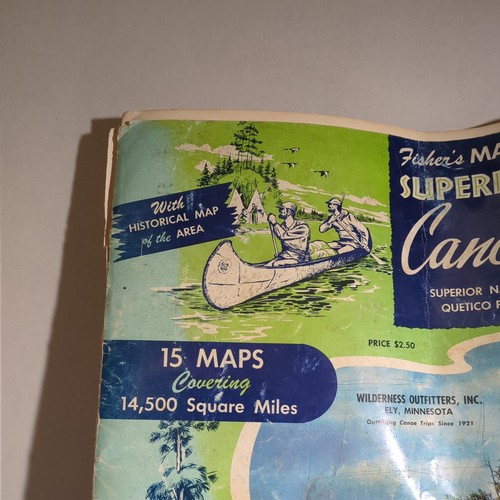 With
HISTORICAL MAP
of the AREA
Fisher's MA
SUPERI
Cano
SUPERIOR N
QUETICO P
PRICE $2.50
15 MAPS
Covering
14,500 Square Miles
WILDERNESS OUTFITTERS, INC.
ELY, MINNESOTA
Outfitting Canoe Trips Since 1921